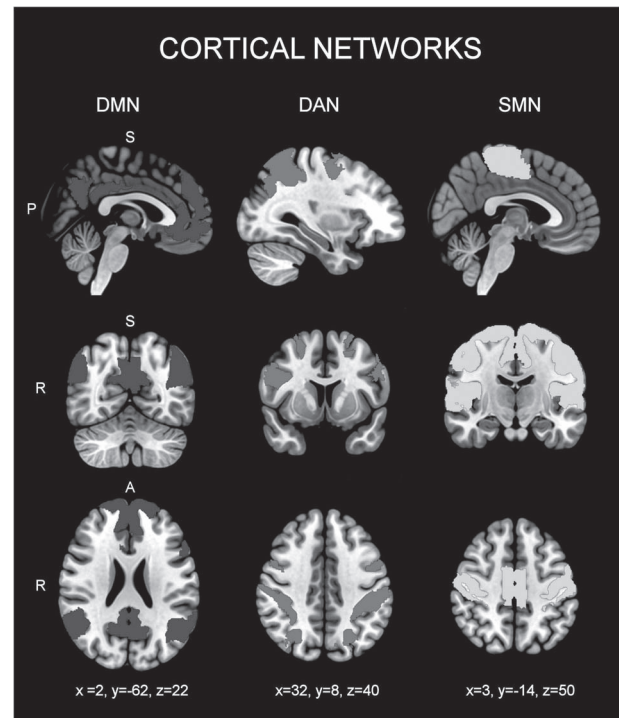 CORTICAL NETWORKS
DMN DAN SMN
S
P
S
R
A
R
x =2, y=-62, z=22 x=32, y=8, z=40 x=3, y=-14, z=50